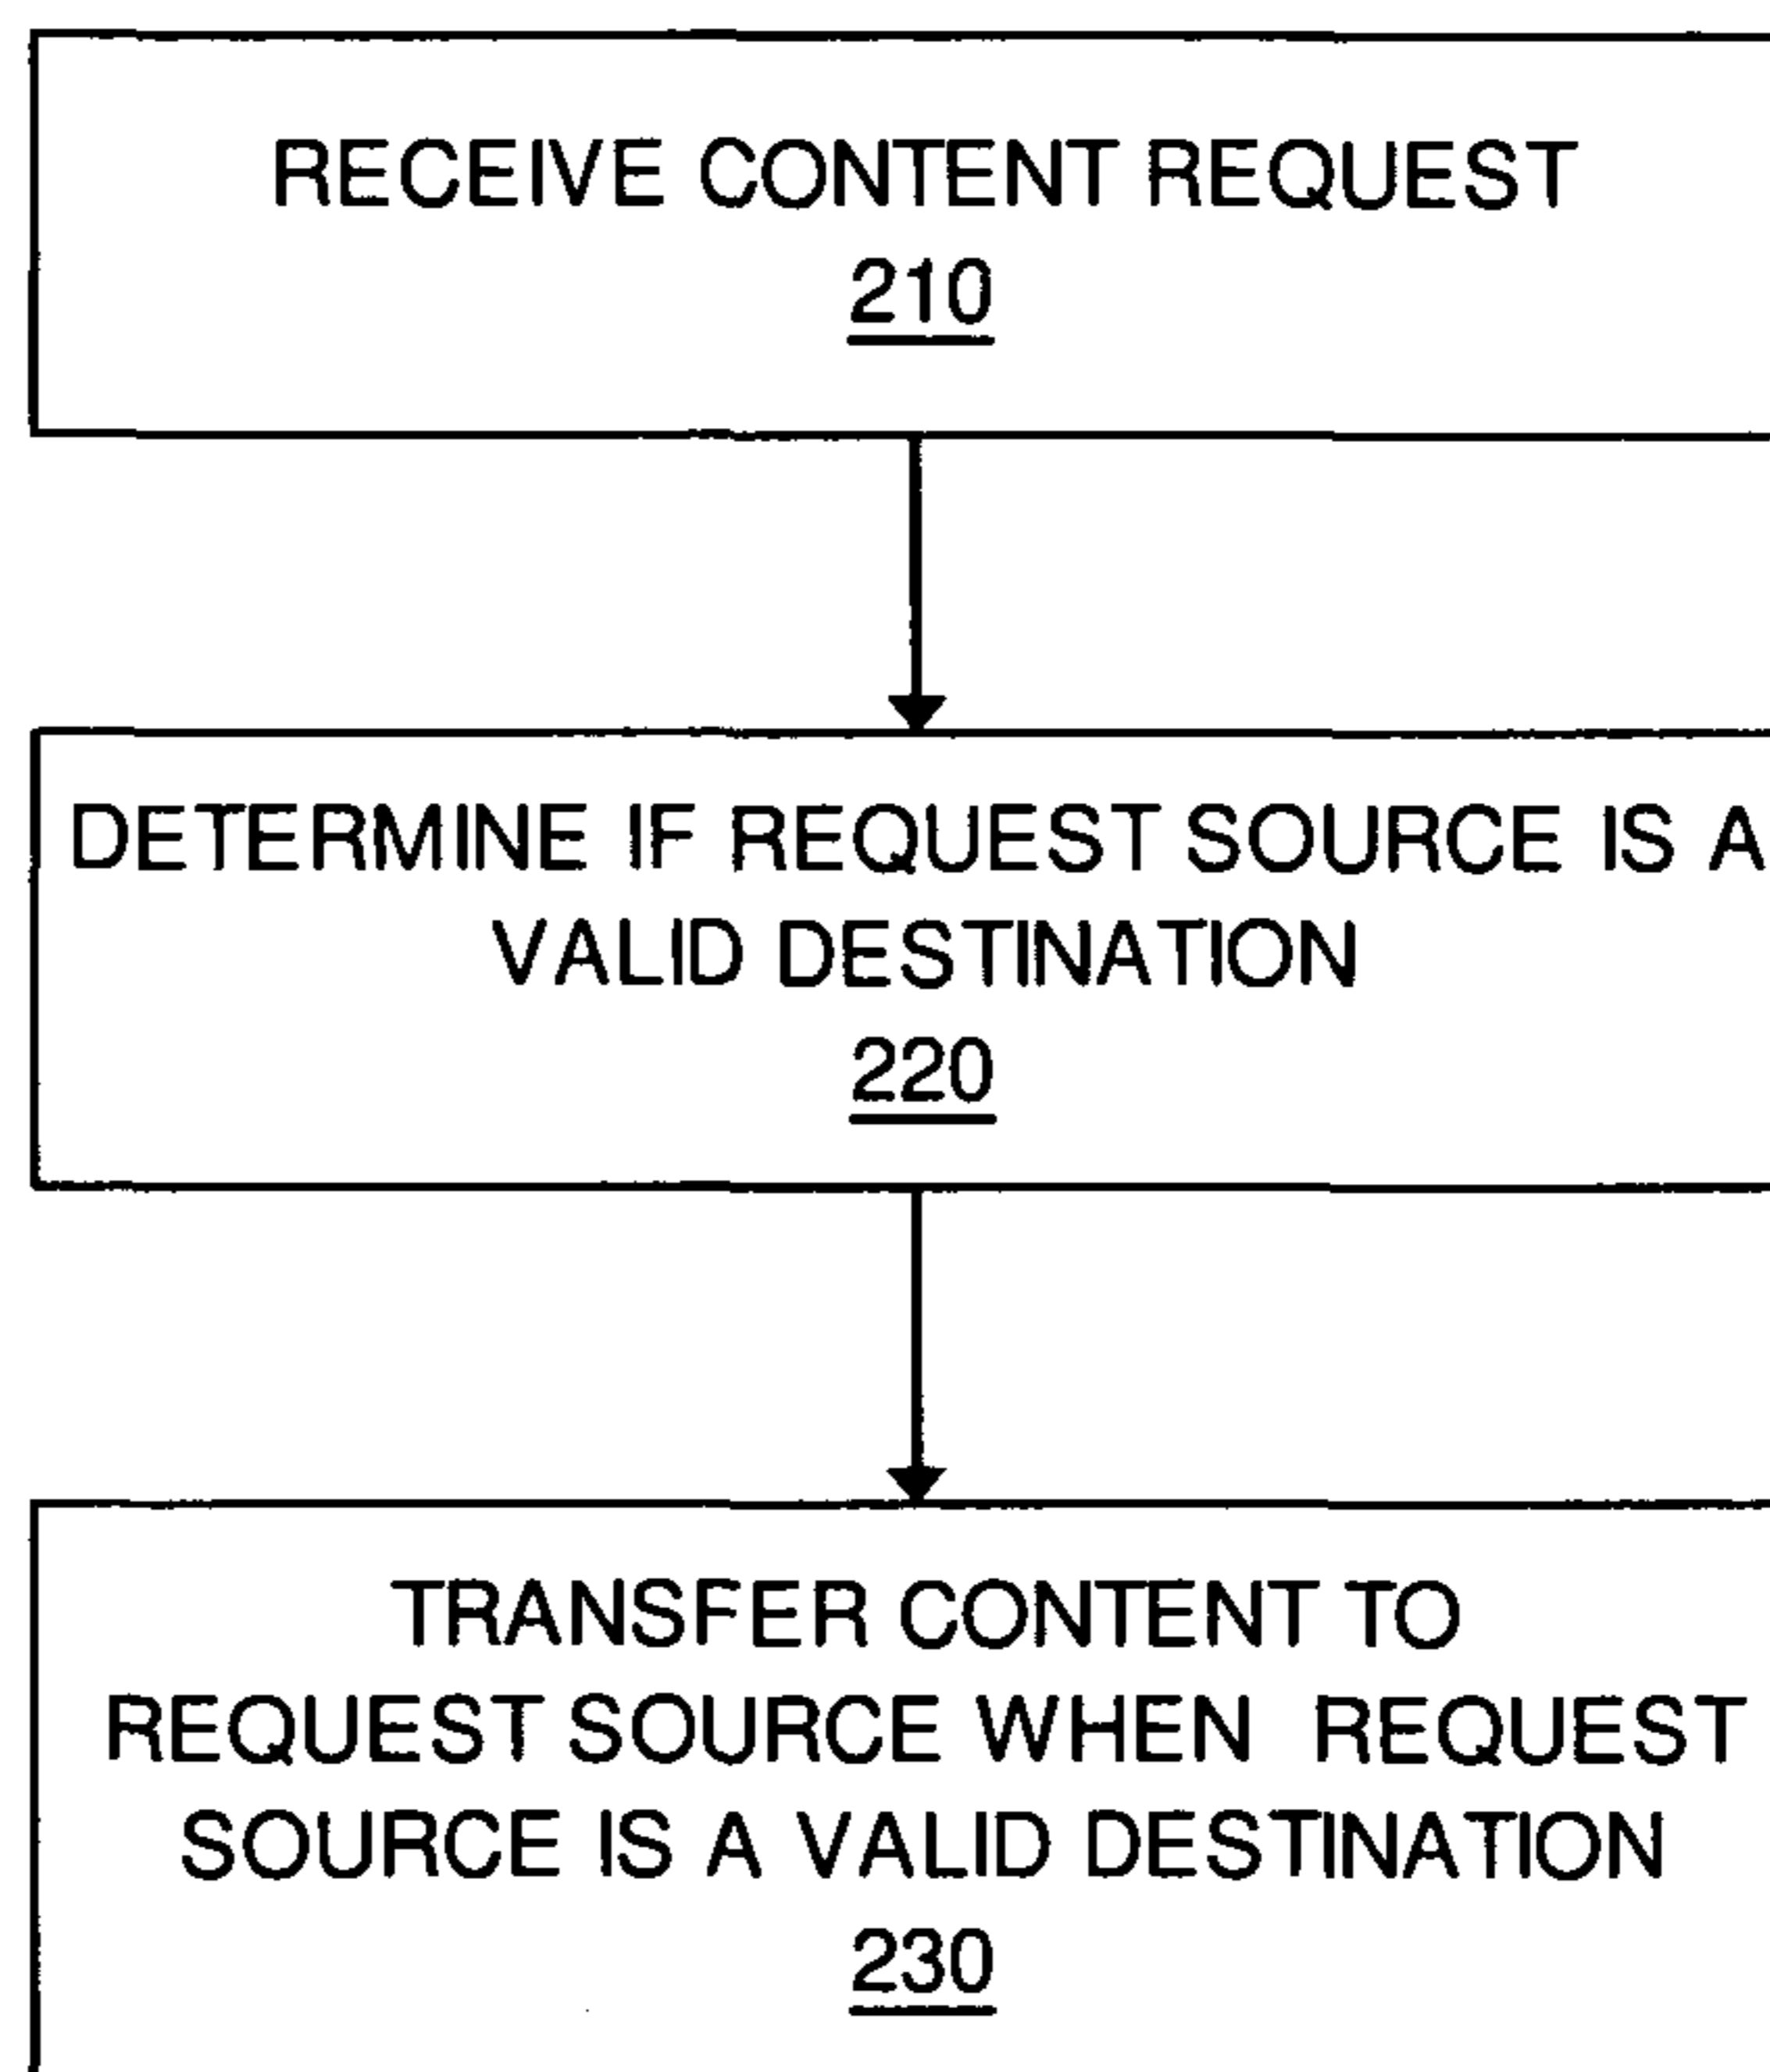 RECEIVE CONTENT REQUEST
210
DETERMINE IF REQUEST SOURCE IS A
VALID DESTINATION
220
TRANSFER CONTENT TO
REQUEST SOURCE WHEN REQUEST
SOURCE IS A VALID DESTINATION
230